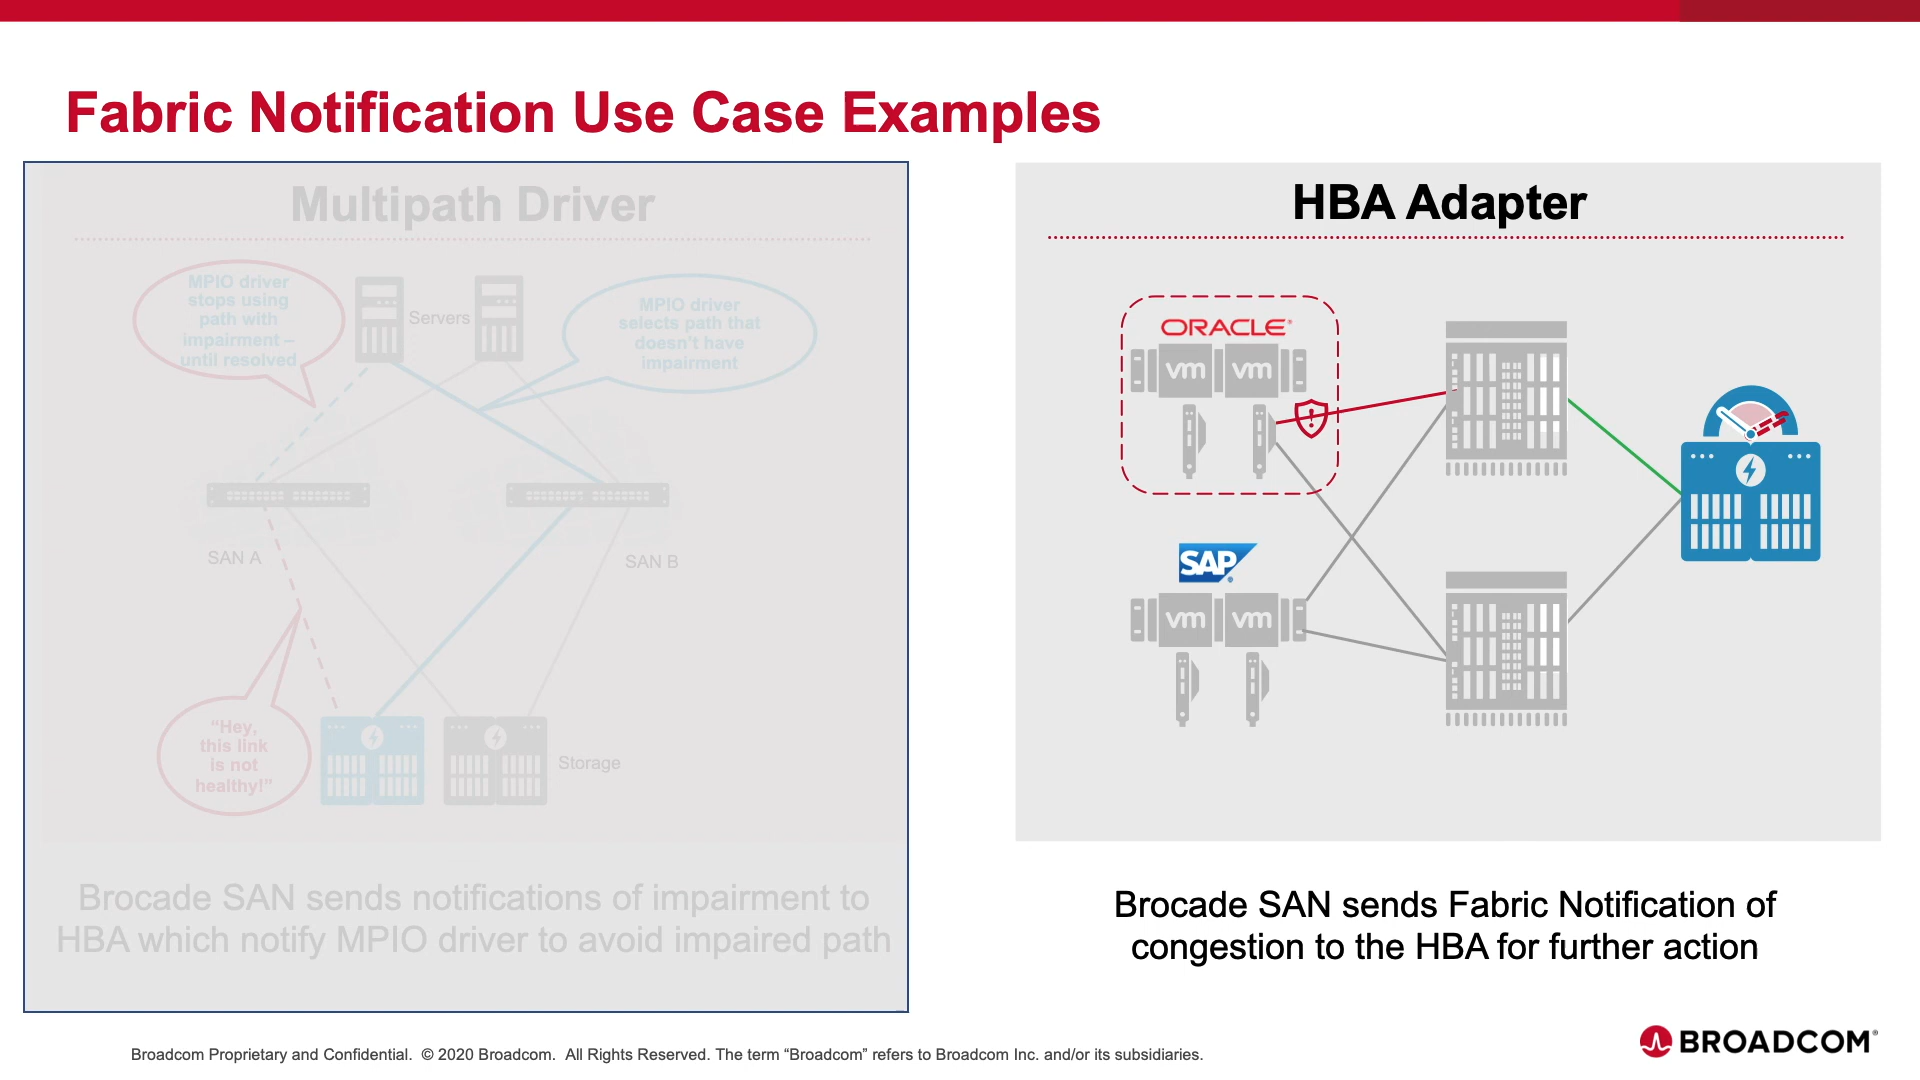 Fabric Notification Use Case Examples
Multipath Driver
MPIO driver
stops using
path with
impairment –
until resolved
Servers
MPIO driver
selects path that
doesn't have
impairment
SAN A
SAN B
“Hey,
this link
is not
healthy!”
Storage
Brocade SAN sends notifications of impairment to
HBA which notify MPIO driver to avoid impaired path
HBA Adapter
ORACLE®
vm vm
SAP®
vm vm
Brocade SAN sends Fabric Notification of
congestion to the HBA for further action
Broadcom Proprietary and Confidential.  © 2020 Broadcom.  All Rights Reserved. The term “Broadcom” refers to Broadcom Inc. and/or its subsidiaries.
BROADCOM®